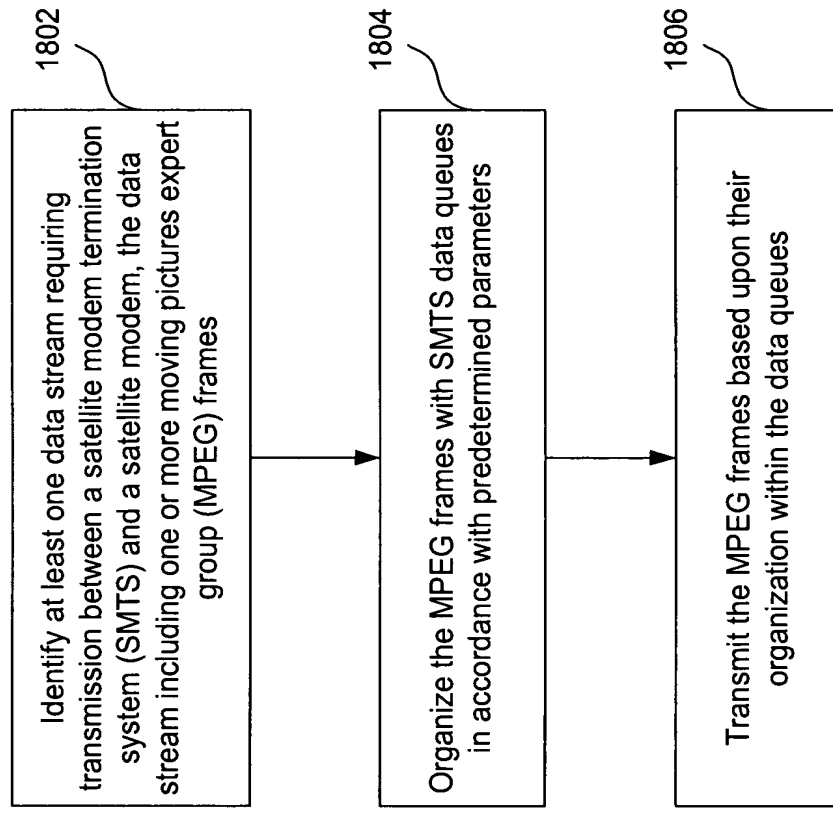 Identify at least one data stream requiring
transmission between a satellite modem termination
system (SMTS) and a satellite modem, the data
stream including one or more moving pictures expert
group (MPEG) frames
1802
Organize the MPEG frames with SMTS data queues
in accordance with predetermined parameters
1804
Transmit the MPEG frames based upon their
organization within the data queues
1806